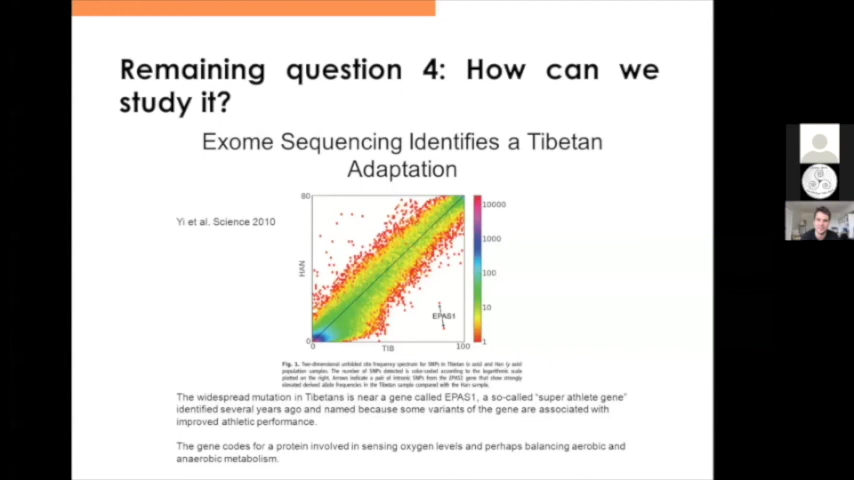 Remaining question 4: How can we
study it?
Exome Sequencing Identifies a Tibetan
Adaptation
Yi et al. Science 2010
80
HAN
0
0
TIB
100
EPAS1
10000
1000
100
10
1
Fig. 1. Two-dimensional unfolded site frequency spectrum for SNPs in Tibetan (x axis) and Han (y axis)
population samples. The number of SNPs detected is color-coded according to the logarithmic scale
plotted on the right. Arrows indicate a pair of intronic SNPs from the EPAS1 gene that show strongly
elevated derived allele frequencies in the Tibetan sample compared with the Han sample.
The widespread mutation in Tibetans is near a gene called EPAS1, a so-called “super athlete gene”
identified several years ago and named because some variants of the gene are associated with
improved athletic performance.
The gene codes for a protein involved in sensing oxygen levels and perhaps balancing aerobic and
anaerobic metabolism.